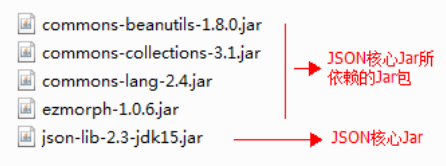 commons-beanutils-1.8.0.jar
commons-collections-3.1.jar
commons-lang-2.4.jar
ezmorph-1.0.6.jar
json-lib-2.3-jdk15.jar
JSON核心Jar所
依赖的Jar包
JSON核心Jar